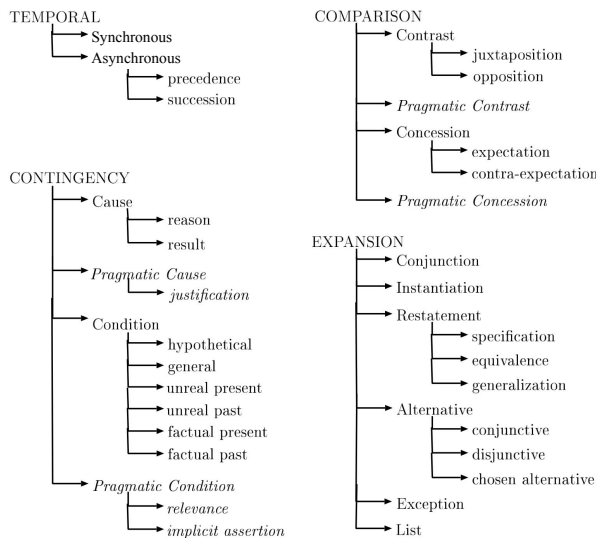 TEMPORAL
Synchronous
Asynchronous
precedence
succession
CONTINGENCY
Cause
reason
result
Pragmatic Cause
justification
Condition
hypothetical
general
unreal present
unreal past
factual present
factual past
Pragmatic Condition
relevance
implicit assertion
COMPARISON
Contrast
juxtaposition
opposition
Pragmatic Contrast
Concession
expectation
contra-expectation
Pragmatic Concession
EXPANSION
Conjunction
Instantiation
Restatement
specification
equivalence
generalization
Alternative
conjunctive
disjunctive
chosen alternative
Exception
List